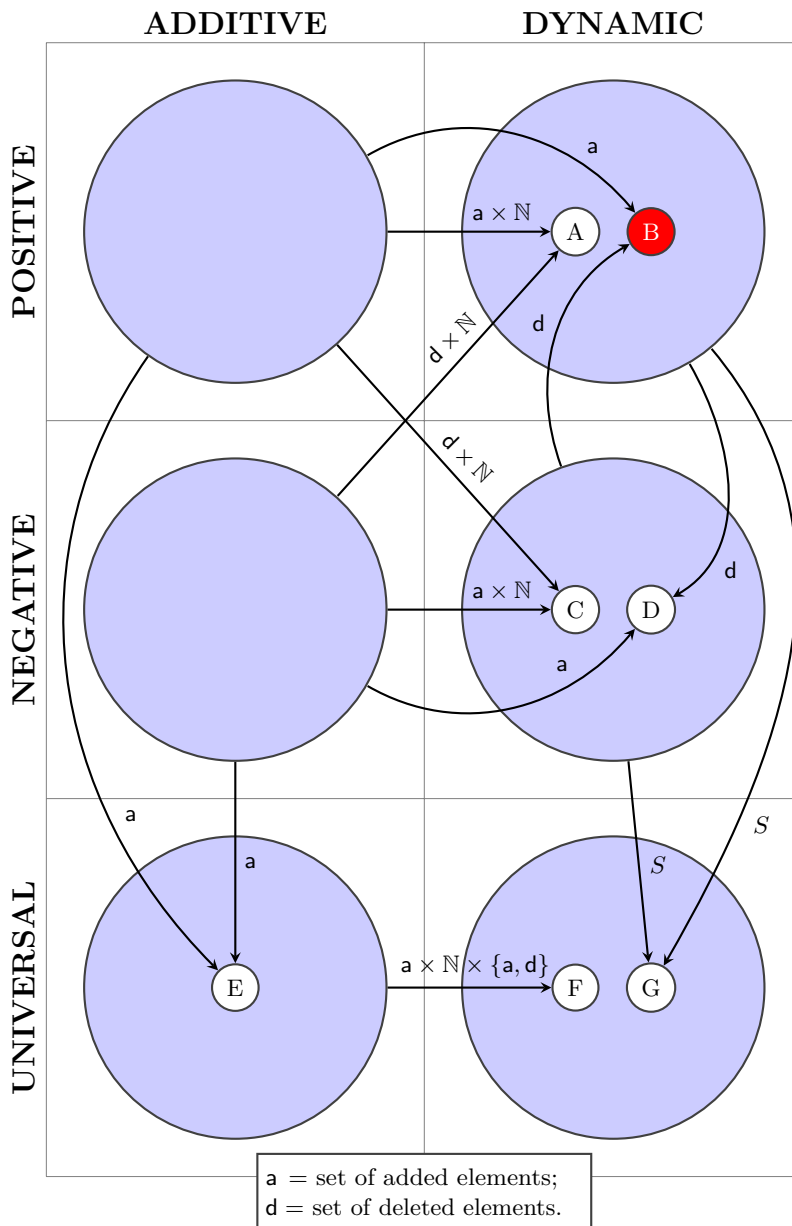 ADDITIVE
DYNAMIC
POSITIVE
a
a × ℕ
A
B
d × ℕ
d
d × ℕ
NEGATIVE
a × ℕ
C
D
d
a
a
a
S
S
UNIVERSAL
E
a × ℕ × {a, d}
F
G
a = set of added elements;
d = set of deleted elements.